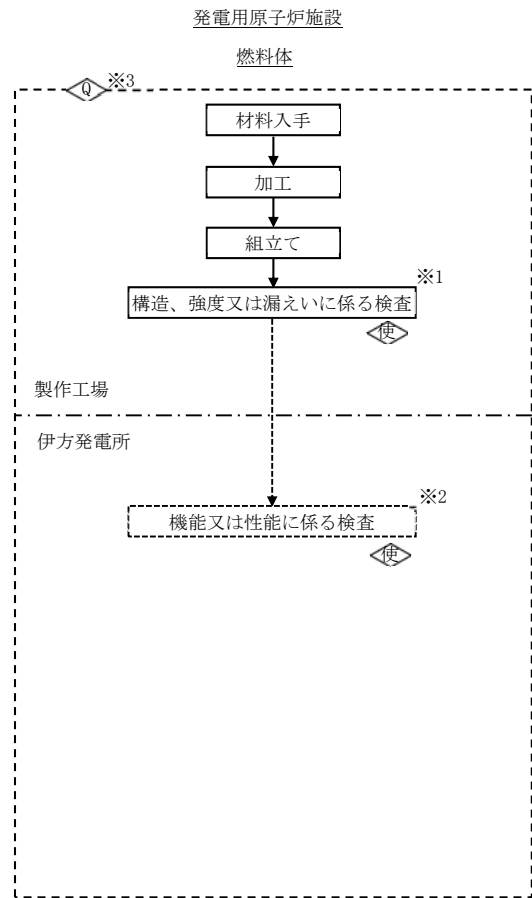 発電用原子炉施設
燃料体
Q ※3
材料入手
加工
組立て
※1
構造、強度又は漏えいに係る検査
使
製作工場
伊方発電所
※2
機能又は性能に係る検査
使